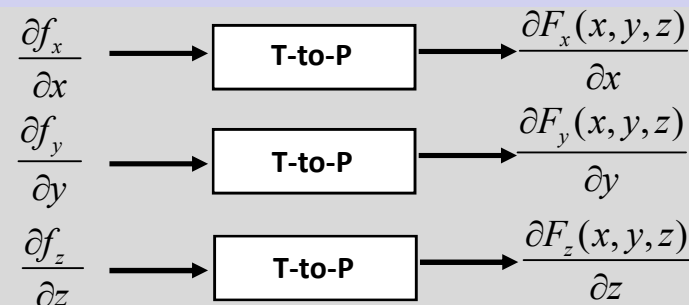 ∂f_x/∂x T-to-P ∂F_x(x, y, z)/∂x
∂f_y/∂y T-to-P ∂F_y(x, y, z)/∂y
∂f_z/∂z T-to-P ∂F_z(x, y, z)/∂z